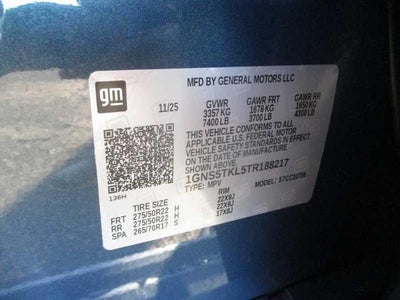 gm
MFD BY GENERAL MOTORS LLC
11/25 GVWR GAWR FRT GAWR RR
3357 KG 1678 KG 1950 KG
7400 LB 3700 LB 4300 LB
THIS VEHICLE CONFORMS TO ALL
APPLICABLE U.S. FEDERAL MOTOR
VEHICLE SAFETY STANDARDS IN EFFECT
ON THE DATE OF MANUFACTURE
SHOWN ABOVE.
1GNS5TKL5TR188217
TYPE: MPV MODEL:
136H
TIRE SIZE RIM
FRT 275/50R22 H 22X9J
RR 275/50R22 H 22X9J
SPA 265/70R17 S 17X8J